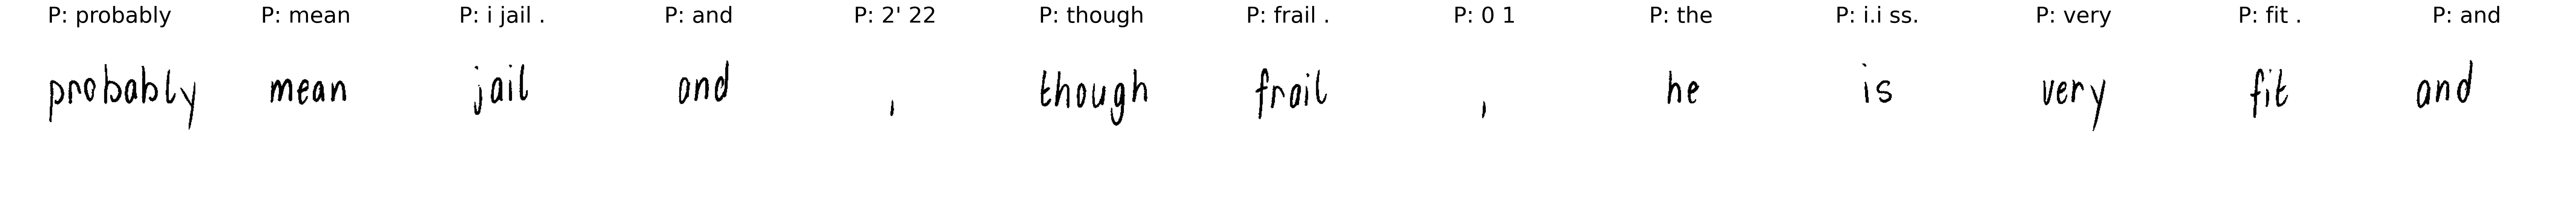 P: probably P: mean P: i jail . P: and P: 2' 22 P: though P: frail . P: 0 1 P: the P: i.i ss. P: very P: fit . P: and
probably mean jail and , though frail , he is very fit and